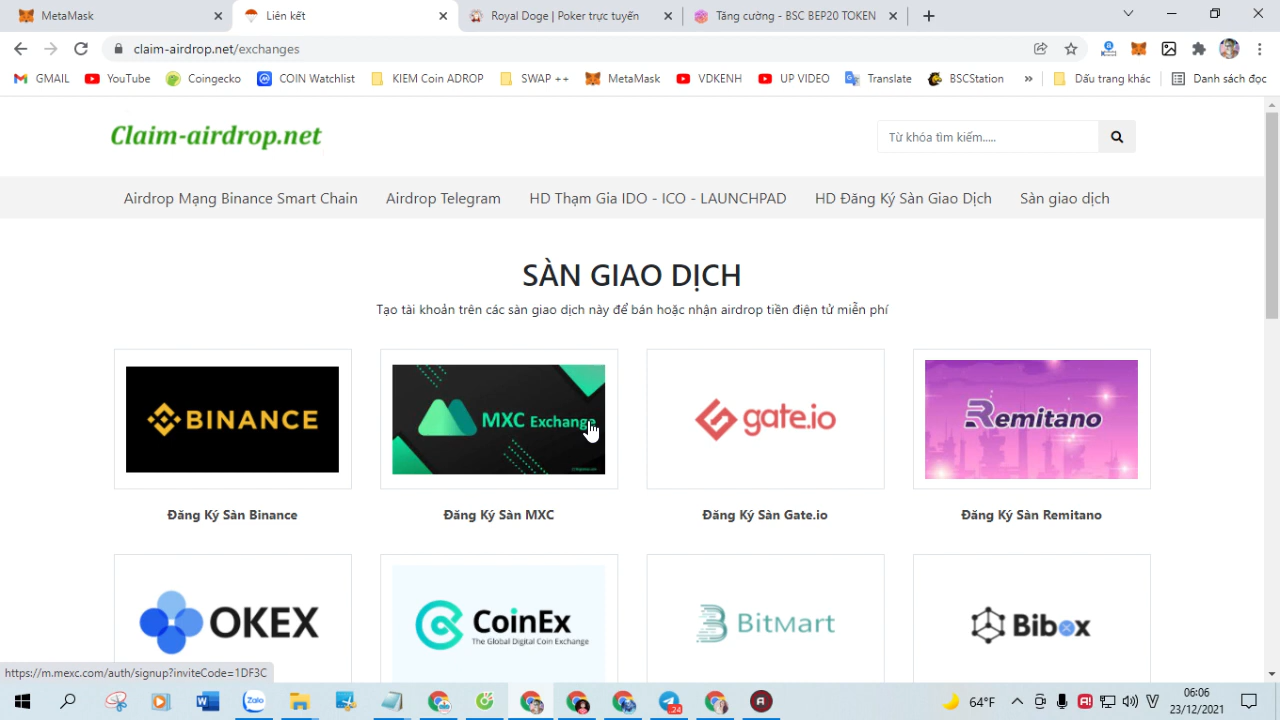 MetaMask
Liên kết
Royal Doge | Poker trực tuyến
Tăng cường - BSC BEP20 TOKEN
claim-airdrop.net/exchanges
GMAIL
YouTube
Coingecko
COIN Watchlist
KIEM Coin ADROP
SWAP ++
MetaMask
VDKENH
UP VIDEO
Translate
BSCStation
»
Dấu trang khác
Danh sách đọc
Claim-airdrop.net
Từ khóa tìm kiếm.....
Airdrop Mạng Binance Smart Chain
Airdrop Telegram
HD Thạm Gia IDO - ICO - LAUNCHPAD
HD Đăng Ký Sàn Giao Dịch
Sàn giao dịch
SÀN GIAO DỊCH
Tạo tài khoản trên các sàn giao dịch này để bán hoặc nhận airdrop tiền điện tử miễn phí
BINANCE
MXC Exchange
gate.io
Remitano
Đăng Ký Sàn Binance
Đăng Ký Sàn MXC
Đăng Ký Sàn Gate.io
Đăng Ký Sàn Remitano
OKEX
CoinEx
The Global Digital Coin Exchange
BitMart
Bibox
https://m.mexc.com/auth/signup?inviteCode=1DF3C
Zalo
24
64°F
06:06
23/12/2021